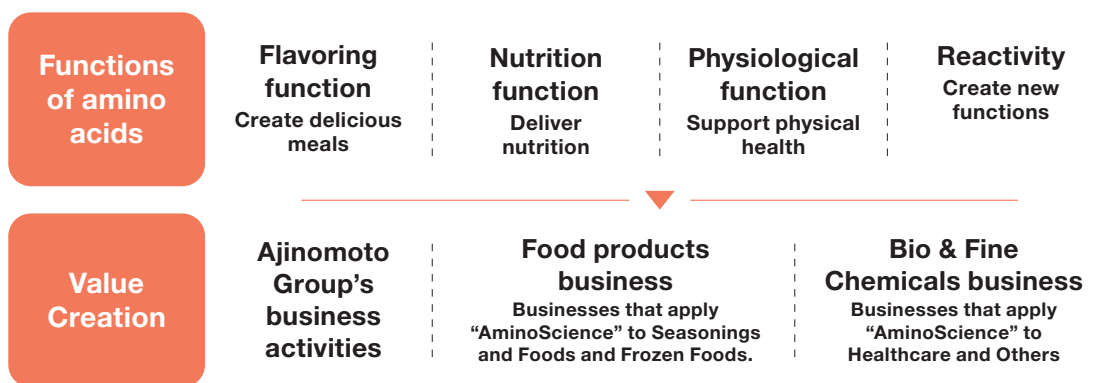 Functions
of amino
acids
Flavoring
function
Create delicious
meals
Nutrition
function
Deliver
nutrition
Physiological
function
Support physical
health
Reactivity
Create new
functions
Value
Creation
Ajinomoto
Group’s
business
activities
Food products
business
Businesses that apply
“AminoScience” to Seasonings
and Foods and Frozen Foods.
Bio & Fine
Chemicals business
Businesses that apply
“AminoScience” to
Healthcare and Others